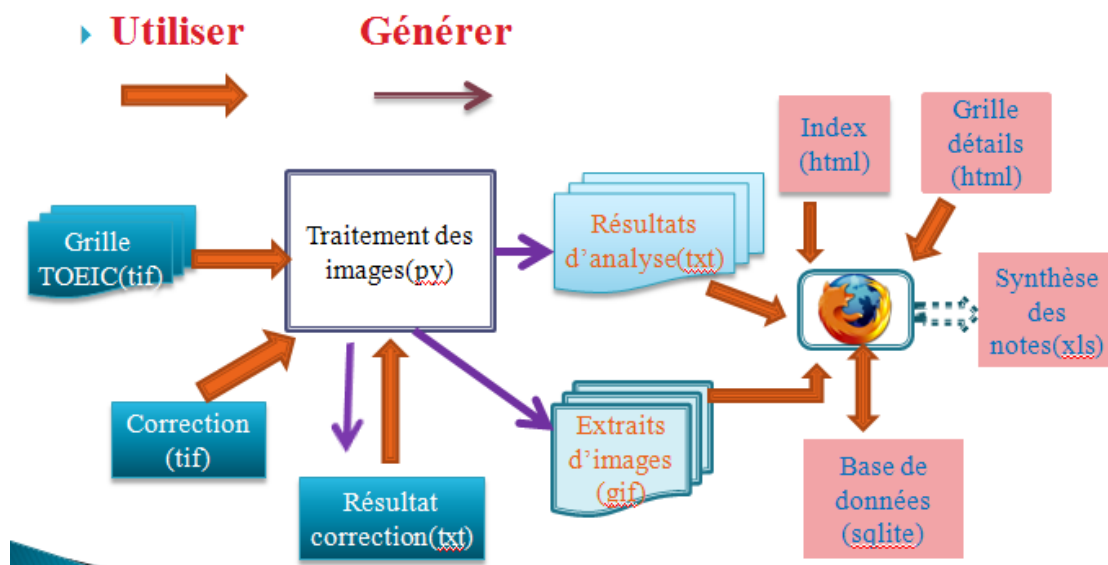 Utiliser
Générer
Index
(html)
Grille
détails
(html)
Grille
TOEIC(tif)
Traitement des
images(py)
Résultats
d’analyse(txt)
Synthèse
des
notes(xls)
Correction
(tif)
Résultat
correction(txt)
Extraits
d’images
(gif)
Base de
données
(sqlite)